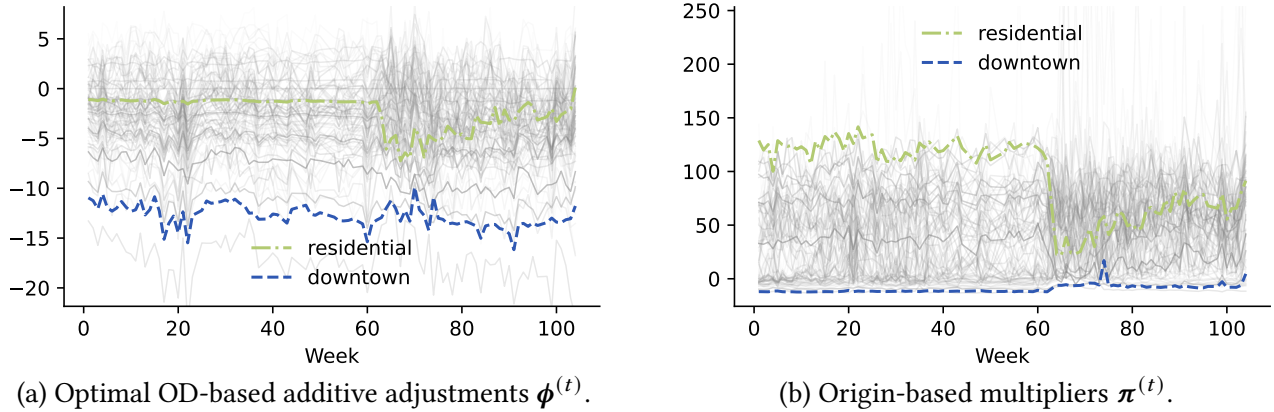 5
0
−5
−10
−15
−20
residential
downtown
0 20 40 60 80 100
Week
(a) Optimal OD-based additive adjustments ϕ(t).
250
200
150
100
50
0
residential
downtown
0 20 40 60 80 100
Week
(b) Origin-based multipliers π(t).